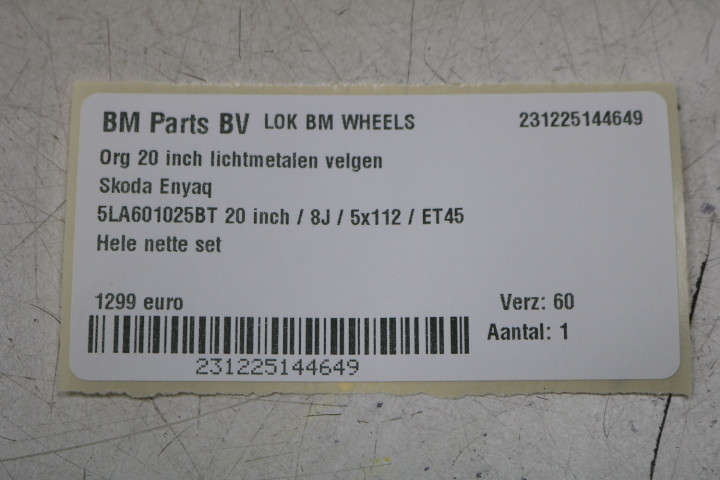 BM Parts BV LOK BM WHEELS 231225144649
Org 20 inch lichtmetalen velgen
Skoda Enyaq
5LA601025BT 20 inch / 8J / 5x112 / ET45
Hele nette set
1299 euro Verz: 60
Aantal: 1
231225144649